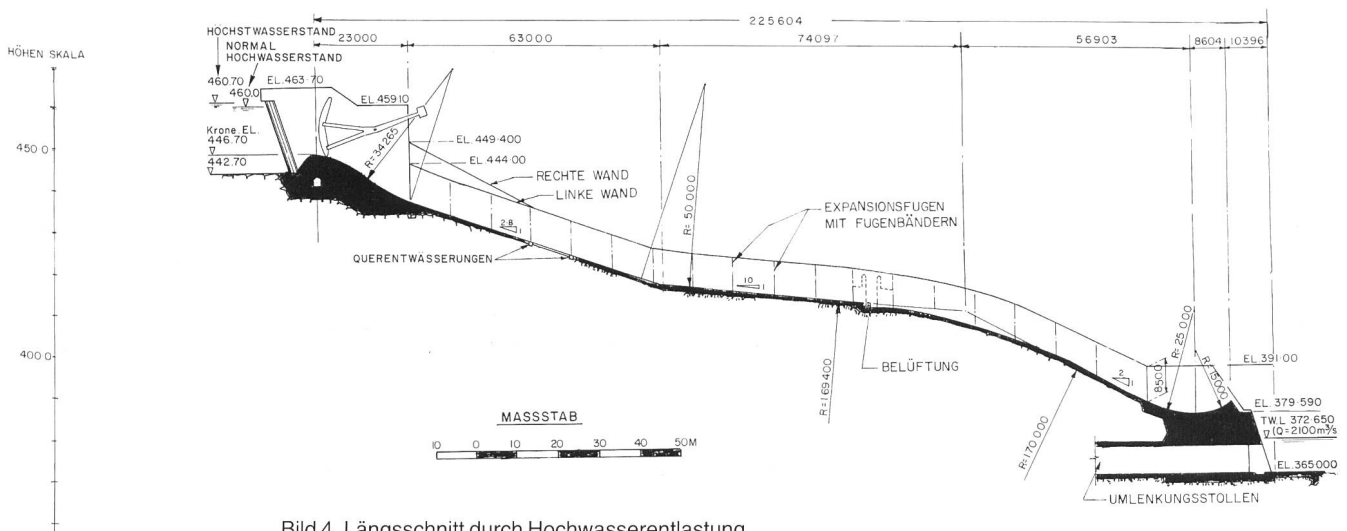 225604
23000
63000
74097
56903
8604
10396
HÖCHSTWASSERSTAND
NORMAL
HOCHWASSERSTAND
HÖHEN SKALA
460.70
460.0
EL.463·70
EL.459·10
Krone. EL.
446.70
442.70
R=34·265
EL.449·400
EL.444·00
RECHTE WAND
LINKE WAND
450.0
2·8
1
QUERENTWÄSSERUNGEN
R=50·000
EXPANSIONSFUGEN
MIT FUGENBÄNDERN
10
1
400.0
R=169·400
BELÜFTUNG
2
1
8500
R=25·000
R=15000
EL.391·00
EL.379·590
T.W.L 372·650
(Q=2100m³/s
R=170·000
EL.365·000
UMLENKUNGSSTOLLEN
MASSSTAB
10 0 10 20 30 40 50M
Bild 4. Längsschnitt durch Hochwasserentlastung